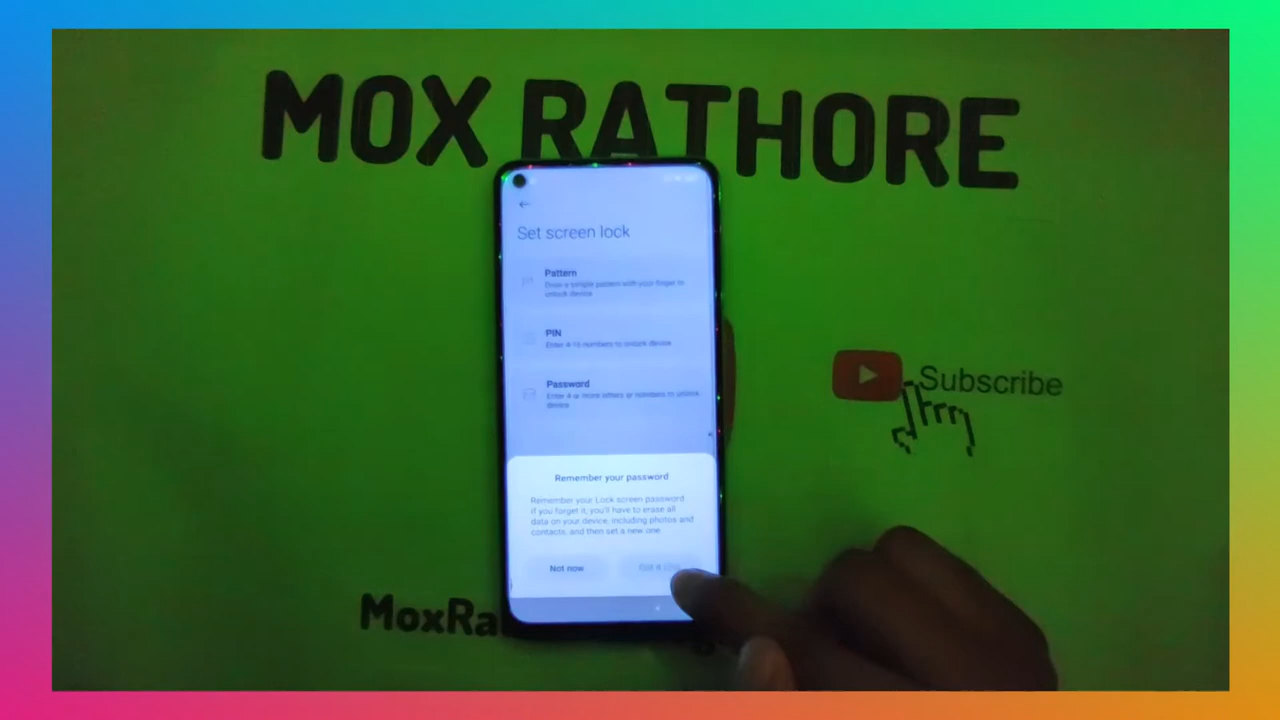 MOX RATHORE
Set screen lock
Pattern
Draw a simple pattern with your finger to
unlock device
PIN
Enter 4-16 numbers to unlock device
Password
Enter 4 or more letters or numbers to unlock
device
Subscribe
Remember your password
Remember your Lock screen password
if you forget it, you'll have to erase all
data on your device, including photos and
contacts, and then set a new one.
Not now
MoxRa